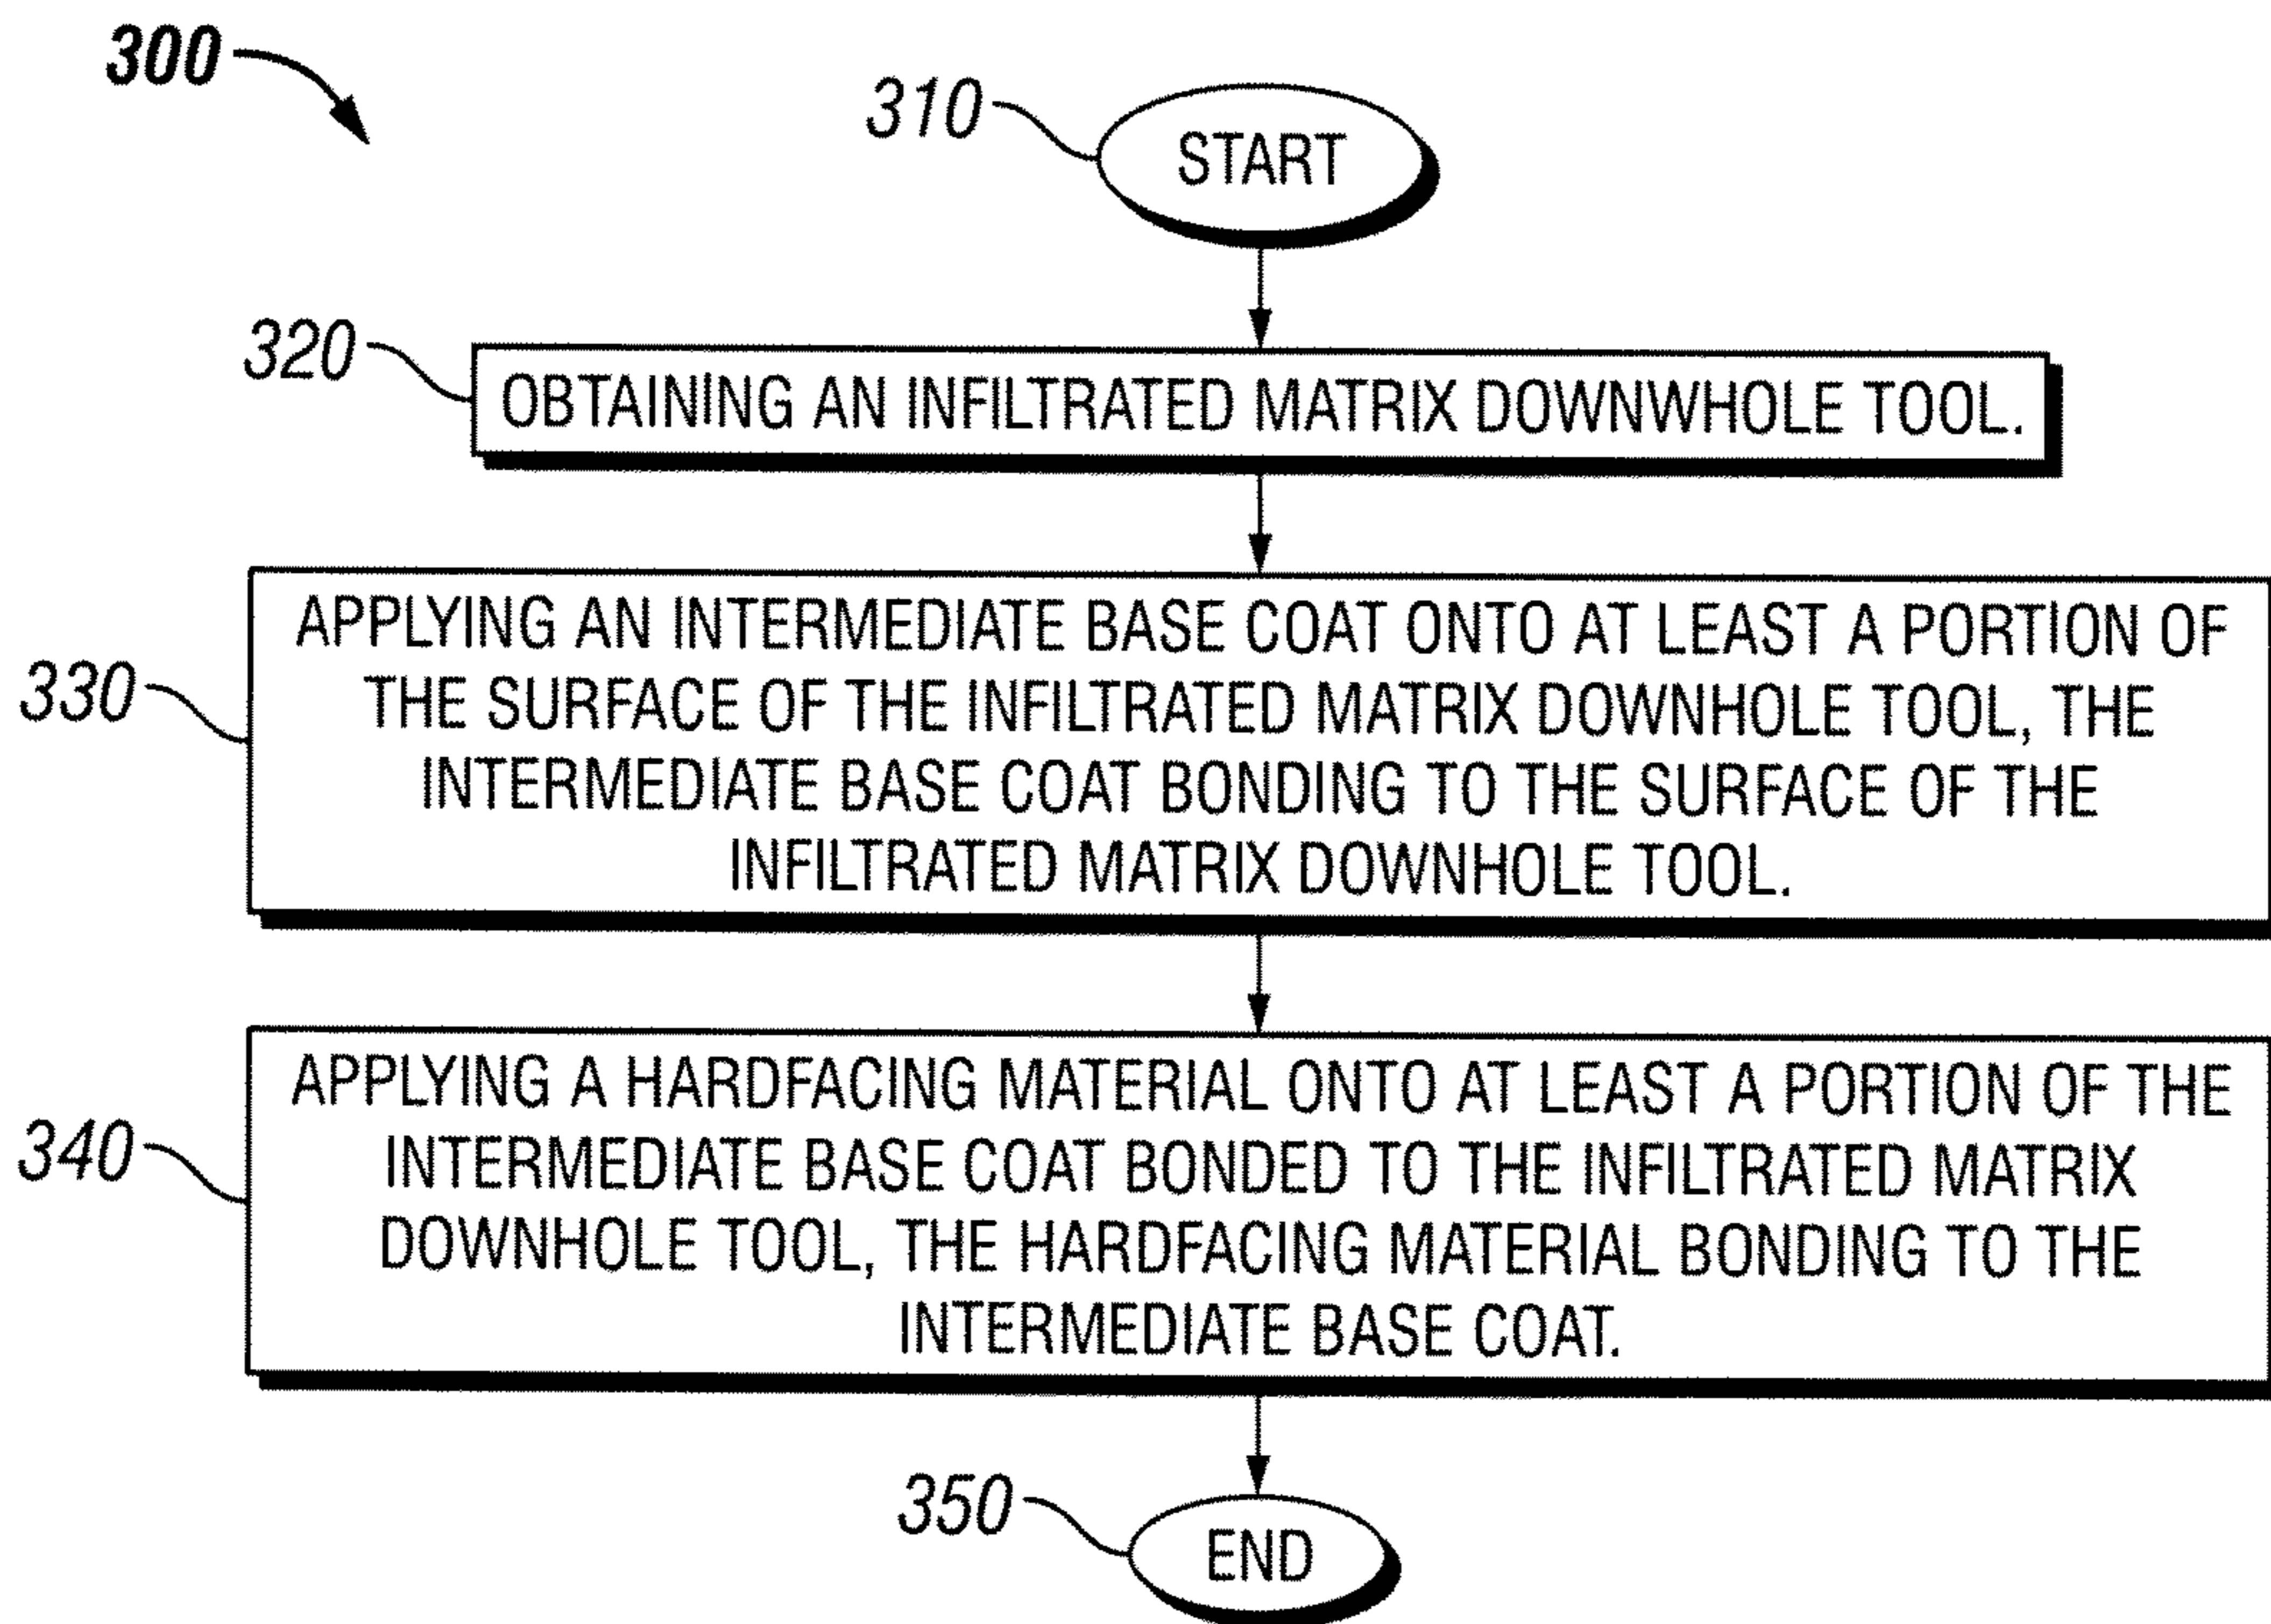 300
310
START
320
OBTAINING AN INFILTRATED MATRIX DOWNWHOLE TOOL.
330
APPLYING AN INTERMEDIATE BASE COAT ONTO AT LEAST A PORTION OF
THE SURFACE OF THE INFILTRATED MATRIX DOWNHOLE TOOL, THE
INTERMEDIATE BASE COAT BONDING TO THE SURFACE OF THE
INFILTRATED MATRIX DOWNHOLE TOOL.
340
APPLYING A HARDFACING MATERIAL ONTO AT LEAST A PORTION OF THE
INTERMEDIATE BASE COAT BONDED TO THE INFILTRATED MATRIX
DOWNHOLE TOOL, THE HARDFACING MATERIAL BONDING TO THE
INTERMEDIATE BASE COAT.
350
END